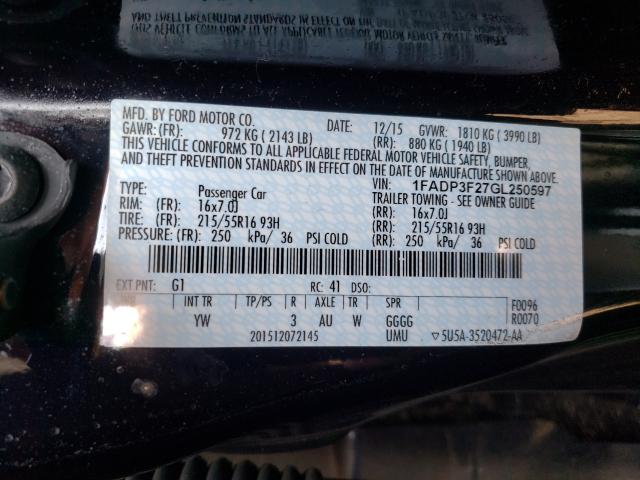 MFD. BY FORD MOTOR CO.
DATE: 12/15 GVWR: 1810 KG ( 3990 LB)
GAWR: (FR): 972 KG ( 2143 LB) (RR): 880 KG ( 1940 LB)
THIS VEHICLE CONFORMS TO ALL APPLICABLE FEDERAL MOTOR VEHICLE SAFETY, BUMPER,
AND THEFT PREVENTION STANDARDS IN EFFECT ON THE DATE OF MANUFACTURE SHOWN ABOVE.
VIN: 1FADP3F27GL250597
TYPE: Passenger Car TRAILER TOWING - SEE OWNER GUIDE
RIM: (FR): 16x7.0J (RR): 16x7.0J
TIRE: (FR): 215/55R16 93H (RR): 215/55R16 93H
PRESSURE: (FR): 250 kPa/ 36 PSI COLD (RR): 250 kPa/ 36 PSI COLD
EXT PNT: G1 RC: 41 DSO:
WB INT TR TP/PS R AXLE TR SPR F0096
YW 3 AU W GGGG R0070
201512072145 UMU ▽ 5U5A-3520472-AA